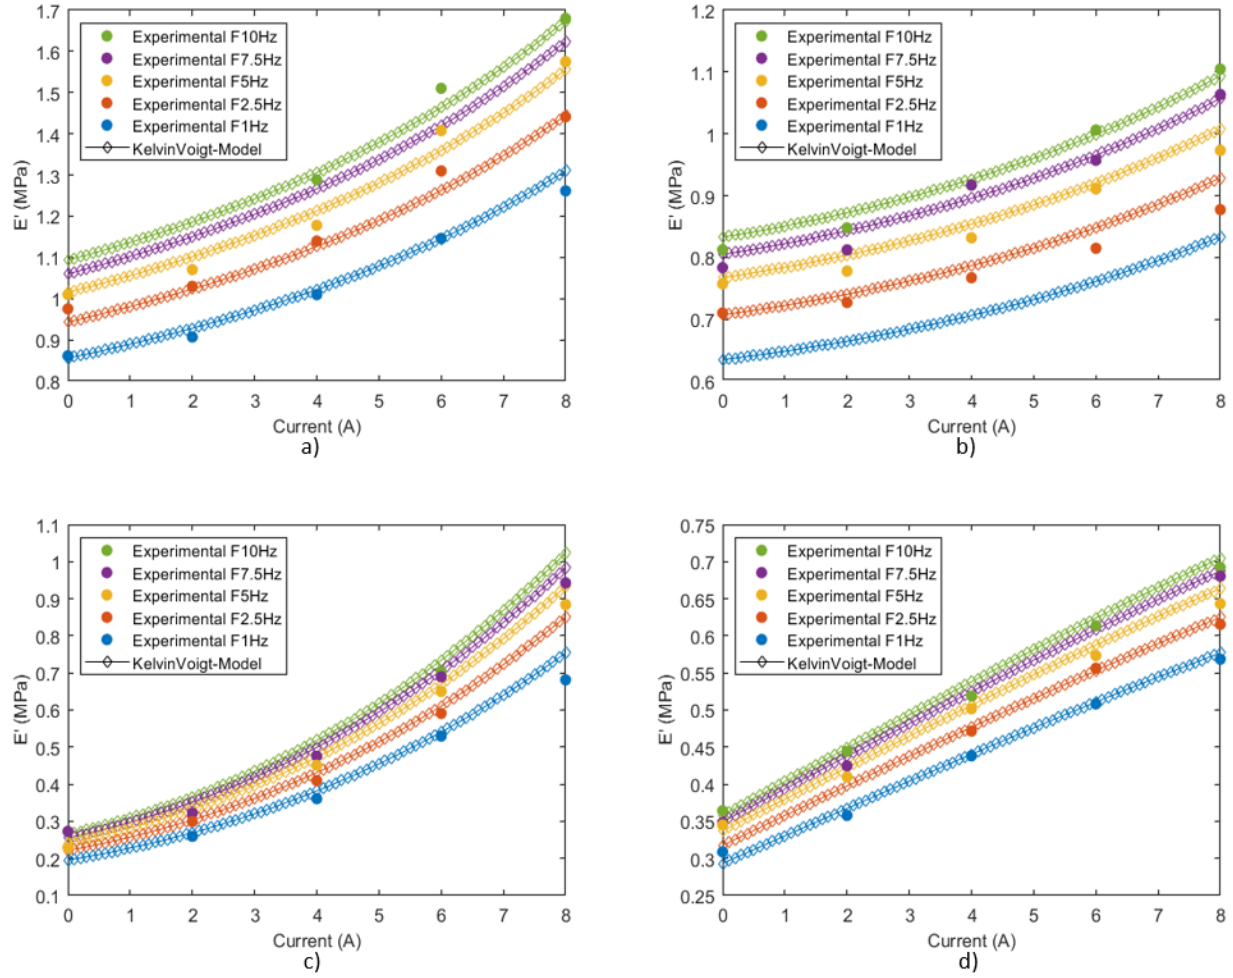 1.7
1.6
1.5
1.4
1.3
1.2
1.1
1
0.9
0.8
E' (MPa)
Experimental F10Hz
Experimental F7.5Hz
Experimental F5Hz
Experimental F2.5Hz
Experimental F1Hz
KelvinVoigt-Model
0 1 2 3 4 5 6 7 8
Current (A)
a)
1.2
1.1
1
0.9
0.8
0.7
0.6
E' (MPa)
Experimental F10Hz
Experimental F7.5Hz
Experimental F5Hz
Experimental F2.5Hz
Experimental F1Hz
KelvinVoigt-Model
0 1 2 3 4 5 6 7 8
Current (A)
b)
1.1
1
0.9
0.8
0.7
0.6
0.5
0.4
0.3
0.2
0.1
E' (MPa)
Experimental F10Hz
Experimental F7.5Hz
Experimental F5Hz
Experimental F2.5Hz
Experimental F1Hz
KelvinVoigt-Model
0 1 2 3 4 5 6 7 8
Current (A)
c)
0.75
0.7
0.65
0.6
0.55
0.5
0.45
0.4
0.35
0.3
0.25
E' (MPa)
Experimental F10Hz
Experimental F7.5Hz
Experimental F5Hz
Experimental F2.5Hz
Experimental F1Hz
KelvinVoigt-Model
0 1 2 3 4 5 6 7 8
Current (A)
d)